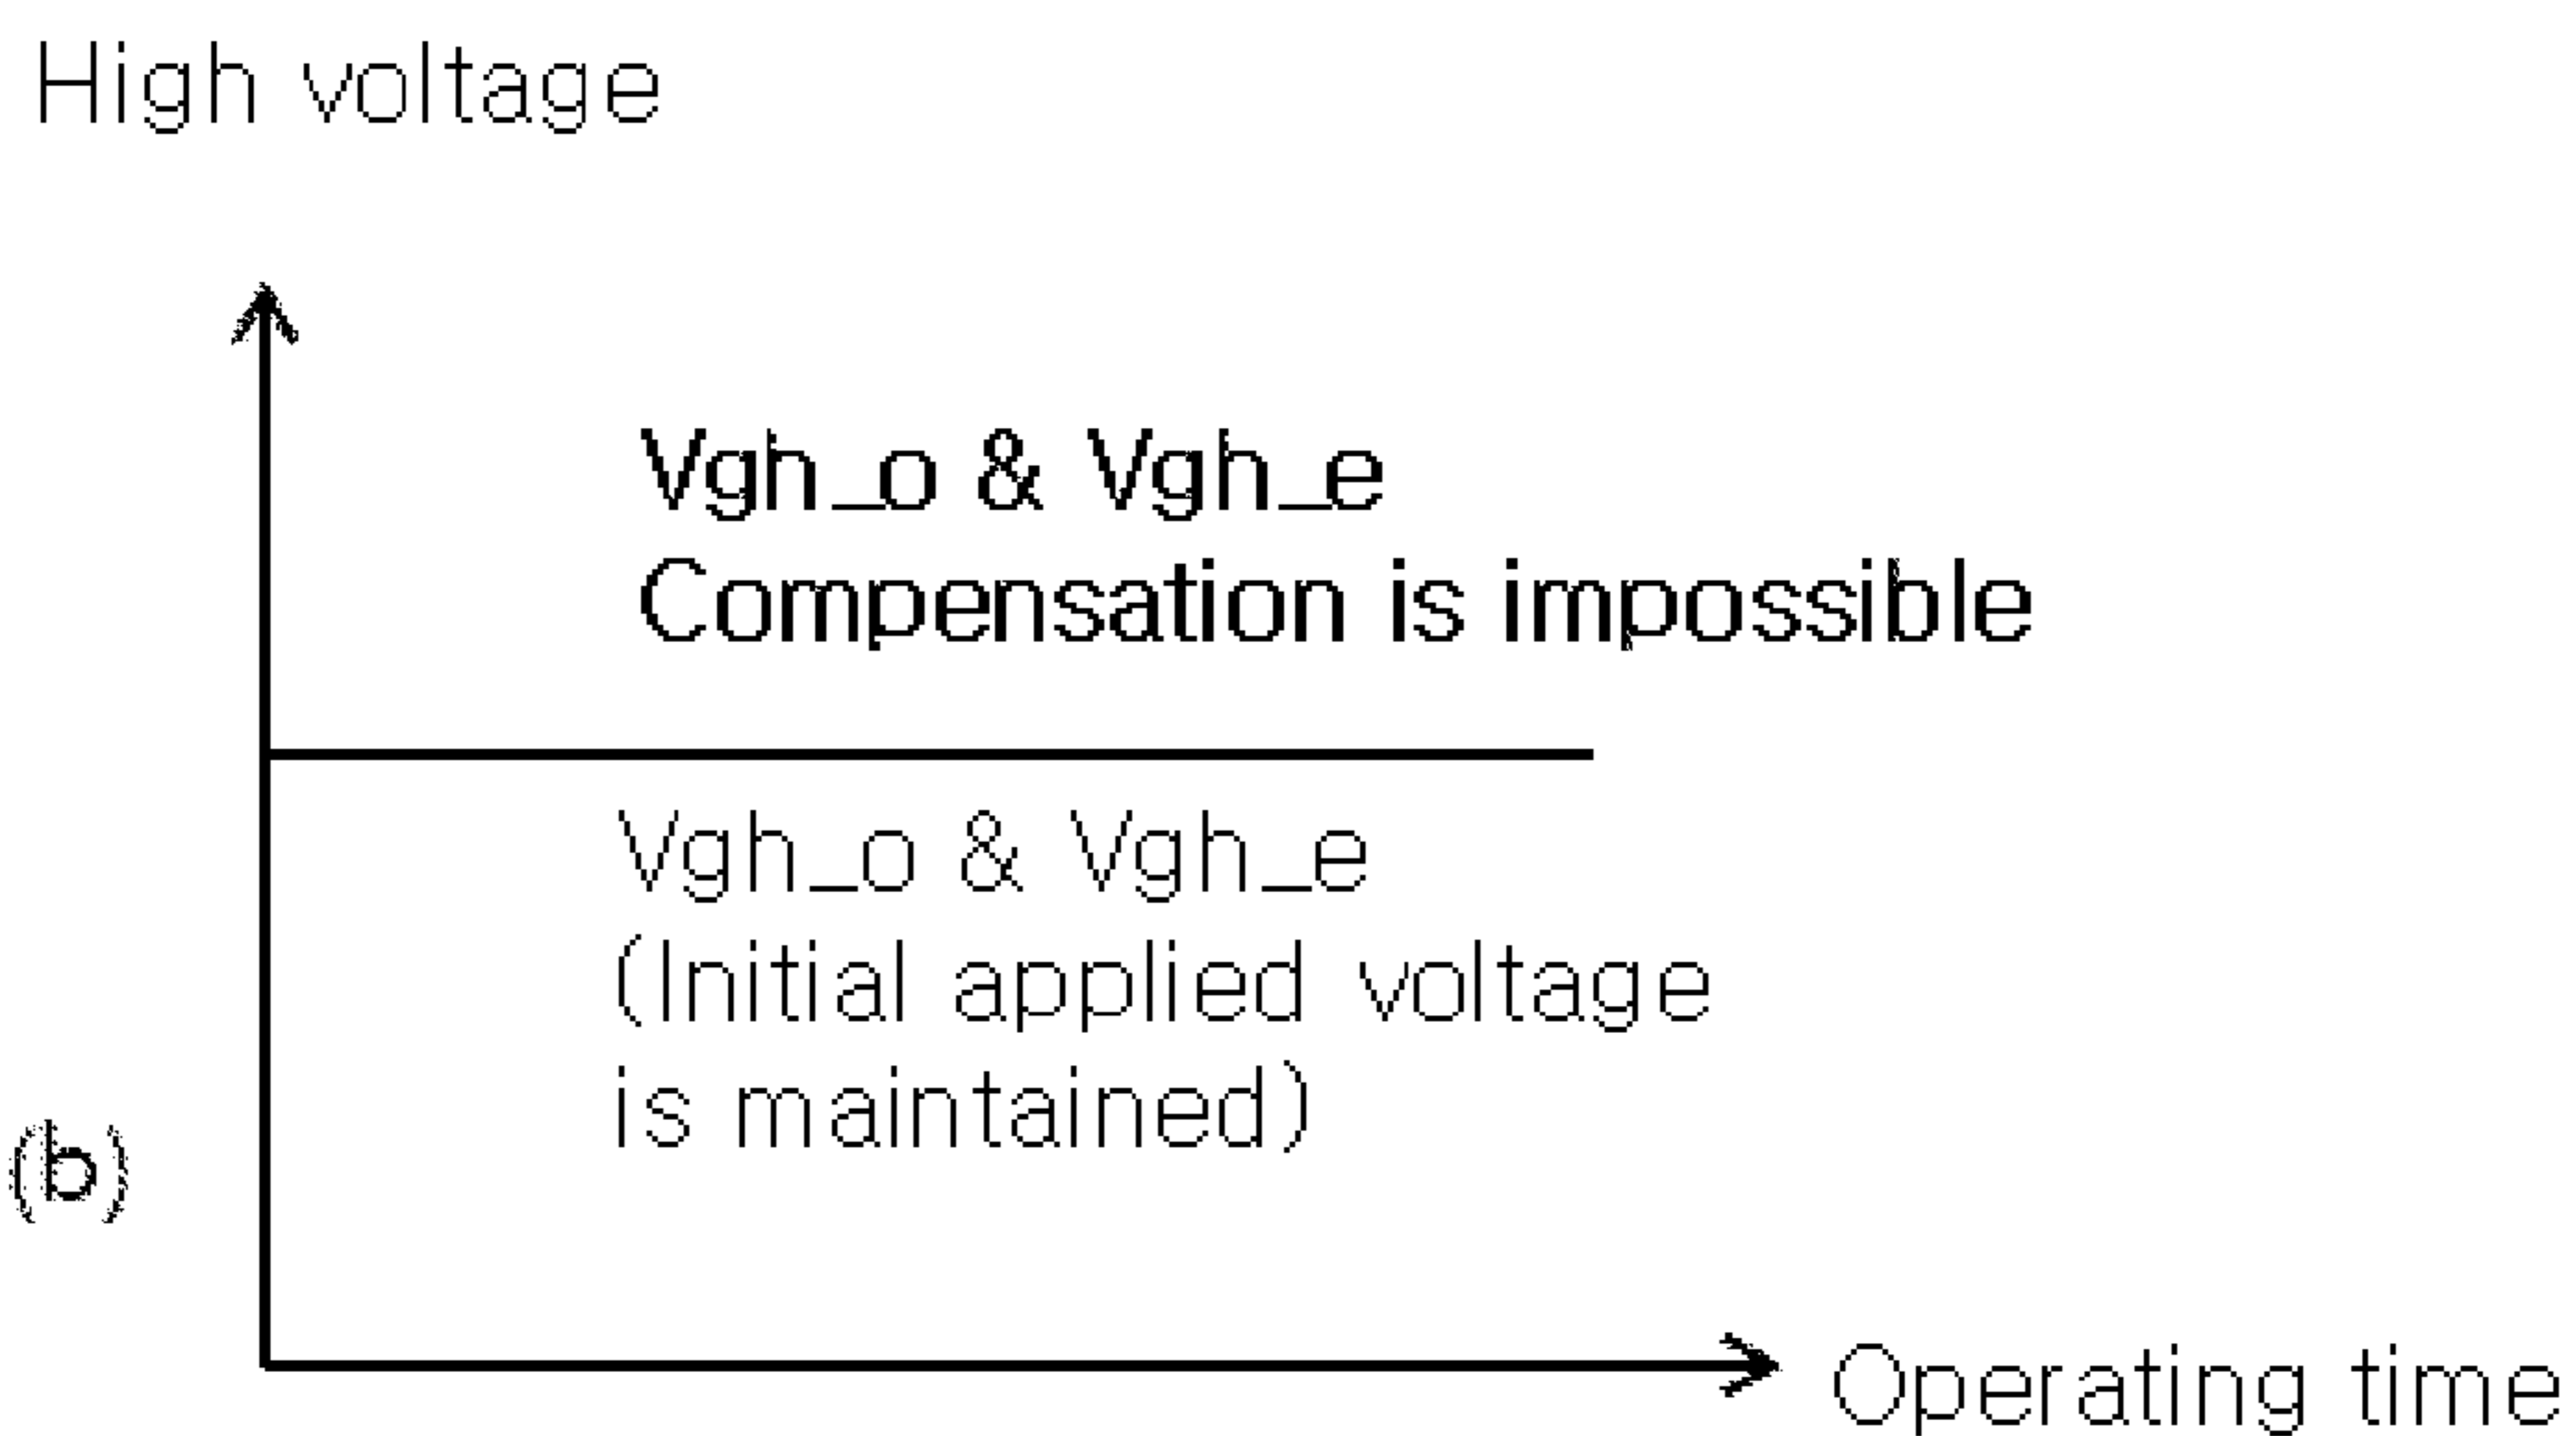 High voltage
Vgh_o & Vgh_e
Compensation is impossible
Vgh_o & Vgh_e
(Initial applied voltage
is maintained)
(b)
Operating time